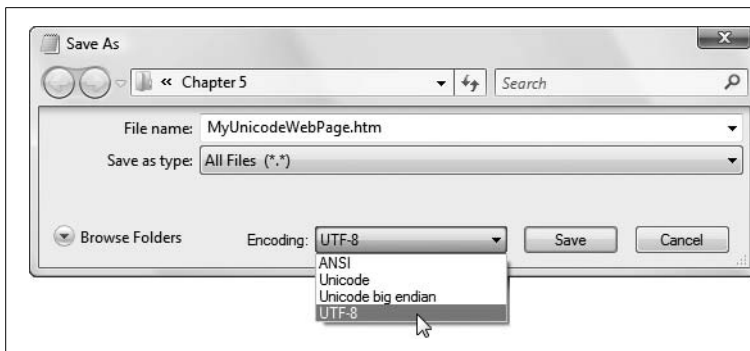 Save As
« Chapter 5
Search
File name: MyUnicodeWebPage.htm
Save as type: All Files (*.*)
Browse Folders
Encoding: UTF-8
Save
Cancel
ANSI
Unicode
Unicode big endian
UTF-8